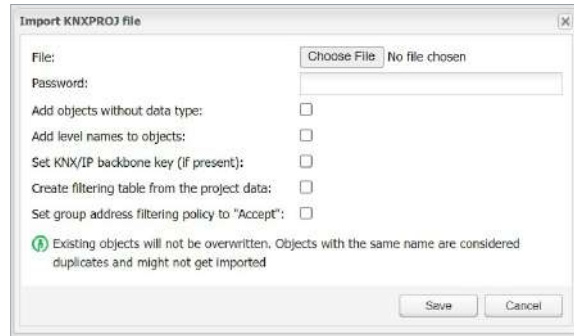 Import KNXPROJ file
File: Choose File No file chosen
Password:
Add objects without data type:
Add level names to objects:
Set KNX/IP backbone key (if present):
Create filtering table from the project data:
Set group address filtering policy to "Accept":
Existing objects will not be overwritten. Objects with the same name are considered
duplicates and might not get imported
Save Cancel